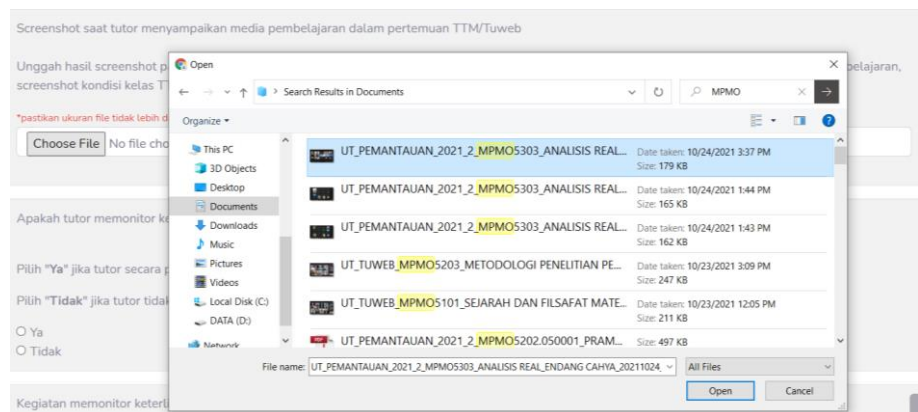 Screenshot saat tutor menyampaikan media pembelajaran dalam pertemuan TTM/Tuweb
Unggah hasil screenshot p
belajaran,
screenshot kondisi kelas T
*pastikan ukuran file tidak lebih d
Choose File No file cho
Apakah tutor memonitor ke
Pilih "Ya" jika tutor secara p
Pilih "Tidak" jika tutor tidak
Ya
Tidak
Kegiatan memonitor keterli
Open
Search Results in Documents
MPMO
Organize
This PC
3D Objects
Desktop
Documents
Downloads
Music
Pictures
Videos
Local Disk (C:)
DATA (D:)
Network
UT_PEMANTAUAN_2021_2_MPMO5303_ANALISIS REAL... Date taken: 10/24/2021 3:37 PM
Size: 179 KB
UT_PEMANTAUAN_2021_2_MPMO5303_ANALISIS REAL... Date taken: 10/24/2021 1:44 PM
Size: 165 KB
UT_PEMANTAUAN_2021_2_MPMO5303_ANALISIS REAL... Date taken: 10/24/2021 1:43 PM
Size: 162 KB
UT_TUWEB_MPMO5203_METODOLOGI PENELITIAN PE... Date taken: 10/23/2021 3:09 PM
Size: 247 KB
UT_TUWEB_MPMO5101_SEJARAH DAN FILSAFAT MATE... Date taken: 10/23/2021 12:05 PM
Size: 211 KB
UT_PEMANTAUAN_2021_2_MPMO5202.050001_PRAM... Size: 497 KB
File name: UT_PEMANTAUAN_2021_2_MPMO5303_ANALISIS REAL_ENDANG CAHYA_20211024_ All Files
Open Cancel